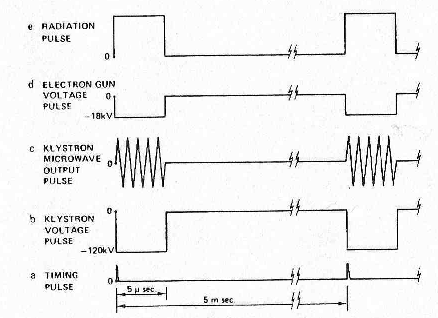 e RADIATION
PULSE
0
d ELECTRON GUN
VOLTAGE
PULSE
0
-18kV
c KLYSTRON
MICROWAVE
OUTPUT
PULSE
0
b KLYSTRON
VOLTAGE
PULSE
0
-120kV
a TIMING
PULSE
0
5 μ sec.
5 m sec.